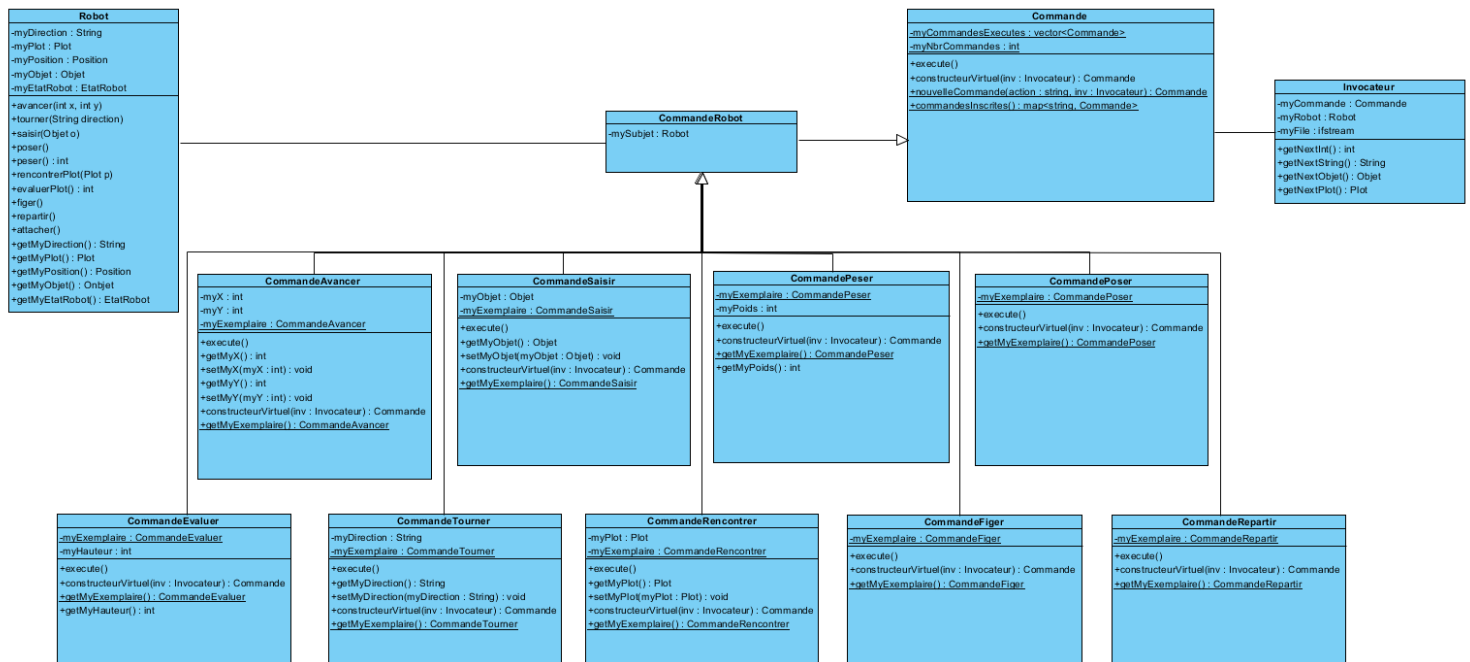 Robot
-myDirection : String
-myPlot : Plot
-myPosition : Position
-myObjet : Objet
-myEtatRobot : EtatRobot
+avancer(int x, int y)
+tourner(String direction)
+saisir(Objet o)
+poser()
+peser() : int
+rencontrerPlot(Plot p)
+evaluerPlot() : int
+figer()
+repartir()
+attacher()
+getMyDirection() : String
+getMyPlot() : Plot
+getMyPosition() : Position
+getMyObjet() : Onbjet
+getMyEtatRobot() : EtatRobot
CommandeRobot
-mySubjet : Robot
Commande
-myCommandesExecutes : vector<Commande>
-myNbrCommandes : int
+execute()
+constructeurVirtuel(inv : Invocateur) : Commande
+nouvelleCommande(action : string, inv : Invocateur) : Commande
+commandesInscrites() : map<string, Commande>
Invocateur
-myCommande : Commande
-myRobot : Robot
-myFile : ifstream
+getNextInt() : int
+getNextString() : String
+getNextObjet() : Objet
+getNextPlot() : Plot
CommandeAvancer
-myX : int
-myY : int
-myExemplaire : CommandeAvancer
+execute()
+getMyX() : int
+setMyX(myX : int) : void
+getMyY() : int
+setMyY(myY : int) : void
+constructeurVirtuel(inv : Invocateur) : Commande
+getMyExemplaire() : CommandeAvancer
CommandeSaisir
-myObjet : Objet
-myExemplaire : CommandeSaisir
+execute()
+getMyObjet() : Objet
+setMyObjet(myObjet : Objet) : void
+constructeurVirtuel(inv : Invocateur) : Commande
+getMyExemplaire() : CommandeSaisir
CommandePeser
-myExemplaire : CommandePeser
-myPoids : int
+execute()
+constructeurVirtuel(inv : Invocateur) : Commande
+getMyExemplaire() : CommandePeser
+getMyPoids() : int
CommandePoser
-myExemplaire : CommandePoser
+execute()
+constructeurVirtuel(inv : Invocateur) : Commande
+getMyExemplaire() : CommandePoser
CommandeEvaluer
-myExemplaire : CommandeEvaluer
-myHauteur : int
+execute()
+constructeurVirtuel(inv : Invocateur) : Commande
+getMyExemplaire() : CommandeEvaluer
+getMyHauteur() : int
CommandeTourner
-myDirection : String
-myExemplaire : CommandeTourner
+execute()
+getMyDirection() : String
+setMyDirection(myDirection : String) : void
+constructeurVirtuel(inv : Invocateur) : Commande
+getMyExemplaire() : CommandeTourner
CommandeRencontrer
-myPlot : Plot
-myExemplaire : CommandeRencontrer
+execute()
+getMyPlot() : Plot
+setMyPlot(myPlot : Plot) : void
+constructeurVirtuel(inv : Invocateur) : Commande
+getMyExemplaire() : CommandeRencontrer
CommandeFiger
-myExemplaire : CommandeFiger
+execute()
+constructeurVirtuel(inv : Invocateur) : Commande
+getMyExemplaire() : CommandeFiger
CommandeRepartir
-myExemplaire : CommandeRepartir
+execute()
+constructeurVirtuel(inv : Invocateur) : Commande
+getMyExemplaire() : CommandeRepartir